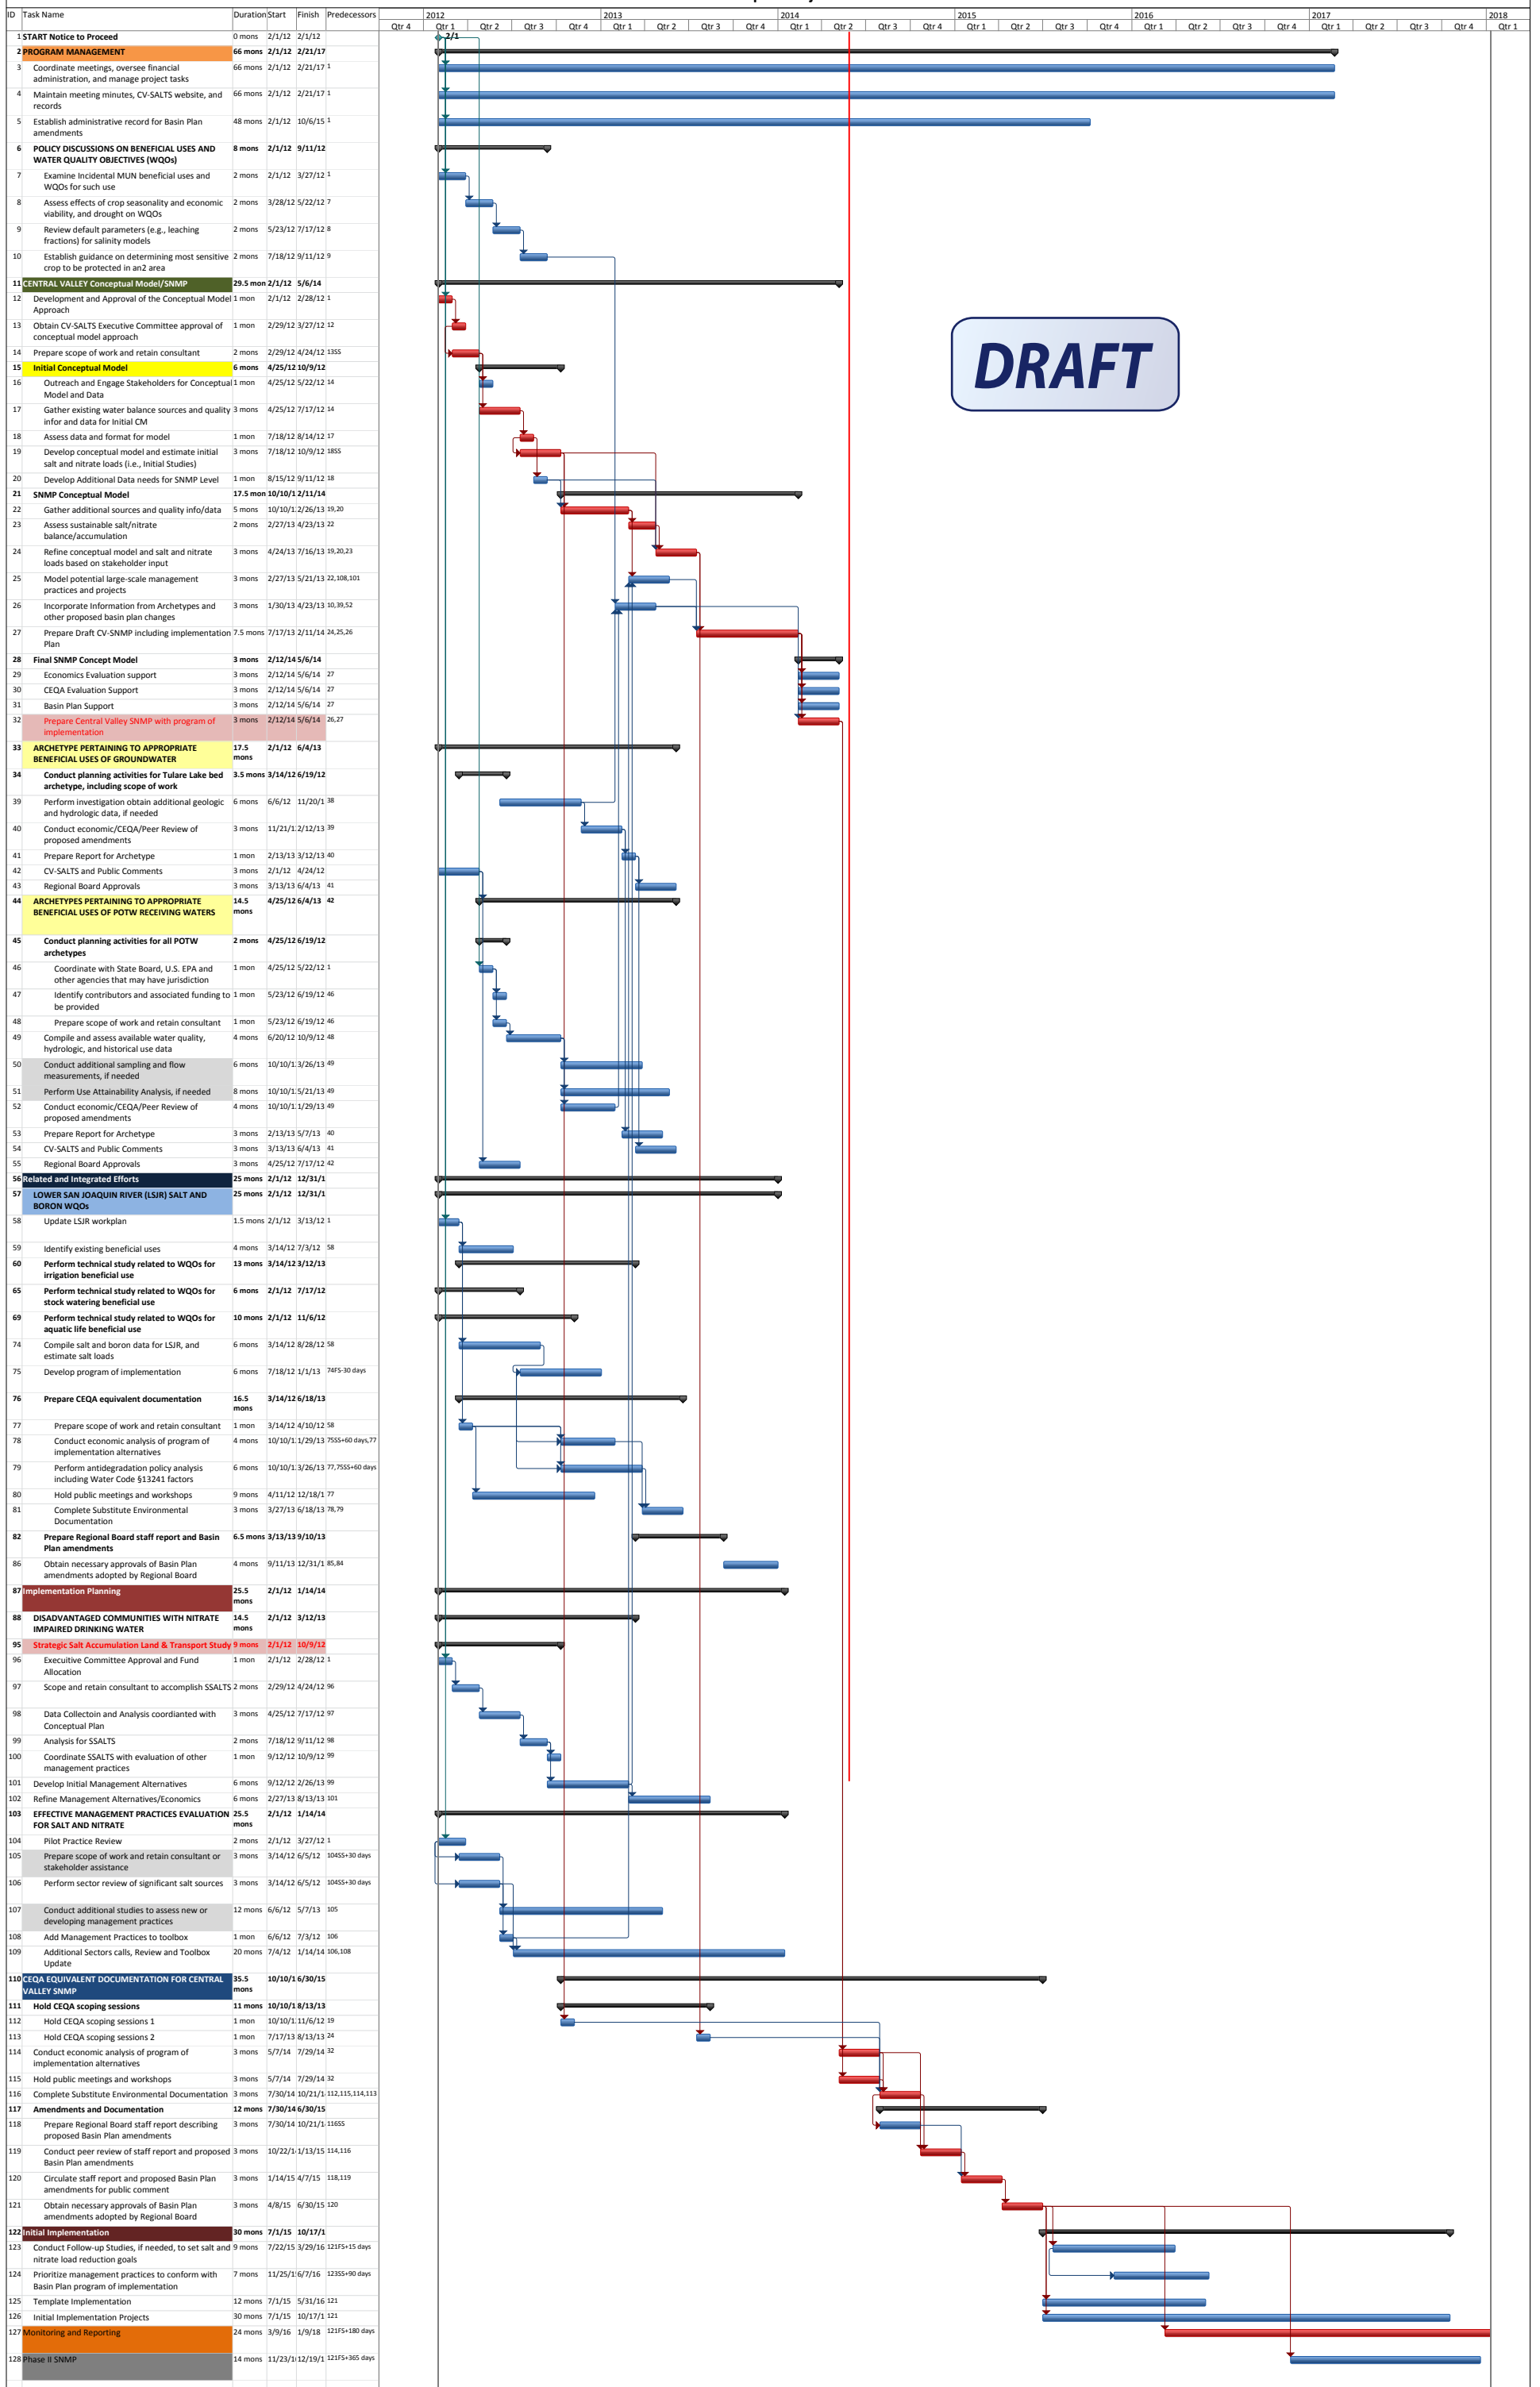 ID Task Name Duration Start Finish Predecessors
2012 2013 2014 2015 2016 2017 2018
Qtr 4 Qtr 1 Qtr 2 Qtr 3 Qtr 4 Qtr 1 Qtr 2 Qtr 3 Qtr 4 Qtr 1 Qtr 2 Qtr 3 Qtr 4 Qtr 1 Qtr 2 Qtr 3 Qtr 4 Qtr 1 Qtr 2 Qtr 3 Qtr 4 Qtr 1 Qtr 2 Qtr 3 Qtr 4 Qtr 1
1 START Notice to Proceed 0 mons 2/1/12 2/1/12 2/1
2 PROGRAM MANAGEMENT 66 mons 2/1/12 2/21/17
3 Coordinate meetings, oversee financial 66 mons 2/1/12 2/21/17 1
administration, and manage project tasks
4 Maintain meeting minutes, CV-SALTS website, and 66 mons 2/1/12 2/21/17 1
records
5 Establish administrative record for Basin Plan 48 mons 2/1/12 10/6/15 1
amendments
6 POLICY DISCUSSIONS ON BENEFICIAL USES AND 8 mons 2/1/12 9/11/12
WATER QUALITY OBJECTIVES (WQOs)
7 Examine Incidental MUN beneficial uses and 2 mons 2/1/12 3/27/12 1
WQOs for such use
8 Assess effects of crop seasonality and economic 2 mons 3/28/12 5/22/12 7
viability, and drought on WQOs
9 Review default parameters (e.g., leaching 2 mons 5/23/12 7/17/12 8
fractions) for salinity models
10 Establish guidance on determining most sensitive 2 mons 7/18/12 9/11/12 9
crop to be protected in an2 area
11 CENTRAL VALLEY Conceptual Model/SNMP 29.5 mon 2/1/12 5/6/14
12 Development and Approval of the Conceptual Model 1 mon 2/1/12 2/28/12 1
Approach
13 Obtain CV-SALTS Executive Committee approval of 1 mon 2/29/12 3/27/12 12
conceptual model approach
DRAFT
14 Prepare scope of work and retain consultant 2 mons 2/29/12 4/24/12 13SS
15 Initial Conceptual Model 6 mons 4/25/12 10/9/12
16 Outreach and Engage Stakeholders for Conceptual 1 mon 4/25/12 5/22/12 14
Model and Data
17 Gather existing water balance sources and quality 3 mons 4/25/12 7/17/12 14
infor and data for Initial CM
18 Assess data and format for model 1 mon 7/18/12 8/14/12 17
19 Develop conceptual model and estimate initial 3 mons 7/18/12 10/9/12 18SS
salt and nitrate loads (i.e., Initial Studies)
20 Develop Additional Data needs for SNMP Level 1 mon 8/15/12 9/11/12 18
21 SNMP Conceptual Model 17.5 mon 10/10/1 2/11/14
22 Gather additional sources and quality info/data 5 mons 10/10/1 2/26/13 19,20
23 Assess sustainable salt/nitrate 2 mons 2/27/13 4/23/13 22
balance/accumulation
24 Refine conceptual model and salt and nitrate 3 mons 4/24/13 7/16/13 19,20,23
loads based on stakeholder input
25 Model potential large-scale management 3 mons 2/27/13 5/21/13 22,108,101
practices and projects
26 Incorporate Information from Archetypes and 3 mons 1/30/13 4/23/13 10,39,52
other proposed basin plan changes
27 Prepare Draft CV-SNMP including implementation 7.5 mons 7/17/13 2/11/14 24,25,26
Plan
28 Final SNMP Concept Model 3 mons 2/12/14 5/6/14
29 Economics Evaluation support 3 mons 2/12/14 5/6/14 27
30 CEQA Evaluation Support 3 mons 2/12/14 5/6/14 27
31 Basin Plan Support 3 mons 2/12/14 5/6/14 27
32 Prepare Central Valley SNMP with program of 3 mons 2/12/14 5/6/14 26,27
implementation
33 ARCHETYPE PERTAINING TO APPROPRIATE 17.5 2/1/12 6/4/13
BENEFICIAL USES OF GROUNDWATER mons
34 Conduct planning activities for Tulare Lake bed 3.5 mons 3/14/12 6/19/12
archetype, including scope of work
39 Perform investigation obtain additional geologic 6 mons 6/6/12 11/20/1 38
and hydrologic data, if needed
40 Conduct economic/CEQA/Peer Review of 3 mons 11/21/1 2/12/13 39
proposed amendments
41 Prepare Report for Archetype 1 mon 2/13/13 3/12/13 40
42 CV-SALTS and Public Comments 3 mons 2/1/12 4/24/12
43 Regional Board Approvals 3 mons 3/13/13 6/4/13 41
44 ARCHETYPES PERTAINING TO APPROPRIATE 14.5 4/25/12 6/4/13 42
BENEFICIAL USES OF POTW RECEIVING WATERS mons
45 Conduct planning activities for all POTW 2 mons 4/25/12 6/19/12
archetypes
46 Coordinate with State Board, U.S. EPA and 1 mon 4/25/12 5/22/12 1
other agencies that may have jurisdiction
47 Identify contributors and associated funding to 1 mon 5/23/12 6/19/12 46
be provided
48 Prepare scope of work and retain consultant 1 mon 5/23/12 6/19/12 46
49 Compile and assess available water quality, 4 mons 6/20/12 10/9/12 48
hydrologic, and historical use data
50 Conduct additional sampling and flow 6 mons 10/10/1 3/26/13 49
measurements, if needed
51 Perform Use Attainability Analysis, if needed 8 mons 10/10/1 5/21/13 49
52 Conduct economic/CEQA/Peer Review of 4 mons 10/10/1 1/29/13 49
proposed amendments
53 Prepare Report for Archetype 3 mons 2/13/13 5/7/13 40
54 CV-SALTS and Public Comments 3 mons 3/13/13 6/4/13 41
55 Regional Board Approvals 3 mons 4/25/12 7/17/12 42
56 Related and Integrated Efforts 25 mons 2/1/12 12/31/1
57 LOWER SAN JOAQUIN RIVER (LSJR) SALT AND 25 mons 2/1/12 12/31/1
BORON WQOs
58 Update LSJR workplan 1.5 mons 2/1/12 3/13/12 1
59 Identify existing beneficial uses 4 mons 3/14/12 7/3/12 58
60 Perform technical study related to WQOs for 13 mons 3/14/12 3/12/13
irrigation beneficial use
65 Perform technical study related to WQOs for 6 mons 2/1/12 7/17/12
stock watering beneficial use
69 Perform technical study related to WQOs for 10 mons 2/1/12 11/6/12
aquatic life beneficial use
74 Compile salt and boron data for LSJR, and 6 mons 3/14/12 8/28/12 58
estimate salt loads
75 Develop program of implementation 6 mons 7/18/12 1/1/13 74FS-30 days
76 Prepare CEQA equivalent documentation 16.5 3/14/12 6/18/13
mons
77 Prepare scope of work and retain consultant 1 mon 3/14/12 4/10/12 58
78 Conduct economic analysis of program of 4 mons 10/10/1 1/29/13 75SS+60 days,77
implementation alternatives
79 Perform antidegradation policy analysis 6 mons 10/10/1 3/26/13 77,75SS+60 days
including Water Code §13241 factors
80 Hold public meetings and workshops 9 mons 4/11/12 12/18/1 77
81 Complete Substitute Environmental 3 mons 3/27/13 6/18/13 78,79
Documentation
82 Prepare Regional Board staff report and Basin 6.5 mons 3/13/13 9/10/13
Plan amendments
86 Obtain necessary approvals of Basin Plan 4 mons 9/11/13 12/31/1 85,84
amendments adopted by Regional Board
87 Implementation Planning 25.5 2/1/12 1/14/14
mons
88 DISADVANTAGED COMMUNITIES WITH NITRATE 14.5 2/1/12 3/12/13
IMPAIRED DRINKING WATER mons
95 Strategic Salt Accumulation Land & Transport Study 9 mons 2/1/12 10/9/12
96 Execuitive Committee Approval and Fund 1 mon 2/1/12 2/28/12 1
Allocation
97 Scope and retain consultant to accomplish SSALTS 2 mons 2/29/12 4/24/12 96
98 Data Collectoin and Analysis coordianted with 3 mons 4/25/12 7/17/12 97
Conceptual Plan
99 Analysis for SSALTS 2 mons 7/18/12 9/11/12 98
100 Coordinate SSALTS with evaluation of other 1 mon 9/12/12 10/9/12 99
management practices
101 Develop Initial Management Alternatives 6 mons 9/12/12 2/26/13 99
102 Refine Management Alternatives/Economics 6 mons 2/27/13 8/13/13 101
103 EFFECTIVE MANAGEMENT PRACTICES EVALUATION 25.5 2/1/12 1/14/14
FOR SALT AND NITRATE mons
104 Pilot Practice Review 2 mons 2/1/12 3/27/12 1
105 Prepare scope of work and retain consultant or 3 mons 3/14/12 6/5/12 104SS+30 days
stakeholder assistance
106 Perform sector review of significant salt sources 3 mons 3/14/12 6/5/12 104SS+30 days
107 Conduct additional studies to assess new or 12 mons 6/6/12 5/7/13 105
developing management practices
108 Add Management Practices to toolbox 1 mon 6/6/12 7/3/12 106
109 Additional Sectors calls, Review and Toolbox 20 mons 7/4/12 1/14/14 106,108
Update
110 CEQA EQUIVALENT DOCUMENTATION FOR CENTRAL 35.5 10/10/1 6/30/15
VALLEY SNMP mons
111 Hold CEQA scoping sessions 11 mons 10/10/1 8/13/13
112 Hold CEQA scoping sessions 1 1 mon 10/10/1 11/6/12 19
113 Hold CEQA scoping sessions 2 1 mon 7/17/13 8/13/13 24
114 Conduct economic analysis of program of 3 mons 5/7/14 7/29/14 32
implementation alternatives
115 Hold public meetings and workshops 3 mons 5/7/14 7/29/14 32
116 Complete Substitute Environmental Documentation 3 mons 7/30/14 10/21/1 112,115,114,113
117 Amendments and Documentation 12 mons 7/30/14 6/30/15
118 Prepare Regional Board staff report describing 3 mons 7/30/14 10/21/1 116SS
proposed Basin Plan amendments
119 Conduct peer review of staff report and proposed 3 mons 10/22/1 1/13/15 114,116
Basin Plan amendments
120 Circulate staff report and proposed Basin Plan 3 mons 1/14/15 4/7/15 118,119
amendments for public comment
121 Obtain necessary approvals of Basin Plan 3 mons 4/8/15 6/30/15 120
amendments adopted by Regional Board
122 Initial Implementation 30 mons 7/1/15 10/17/1
123 Conduct Follow-up Studies, if needed, to set salt and 9 mons 7/22/15 3/29/16 121FS+15 days
nitrate load reduction goals
124 Prioritize management practices to conform with 7 mons 11/25/1 6/7/16 123SS+90 days
Basin Plan program of implementation
125 Template Implementation 12 mons 7/1/15 5/31/16 121
126 Initial Implementation Projects 30 mons 7/1/15 10/17/1 121
127 Monitoring and Reporting 24 mons 3/9/16 1/9/18 121FS+180 days
128 Phase II SNMP 14 mons 11/23/1 12/19/1 121FS+365 days